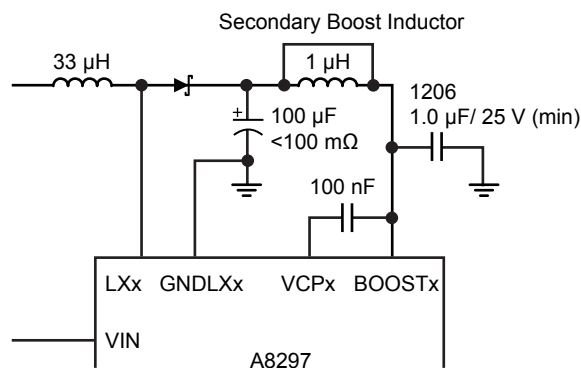 Secondary Boost Inductor
33 µH
1 µH
1206
1.0 µF/ 25 V (min)
±
100 µF
<100 mΩ
100 nF
LXx GNDLXx VCPx BOOSTx
VIN
A8297